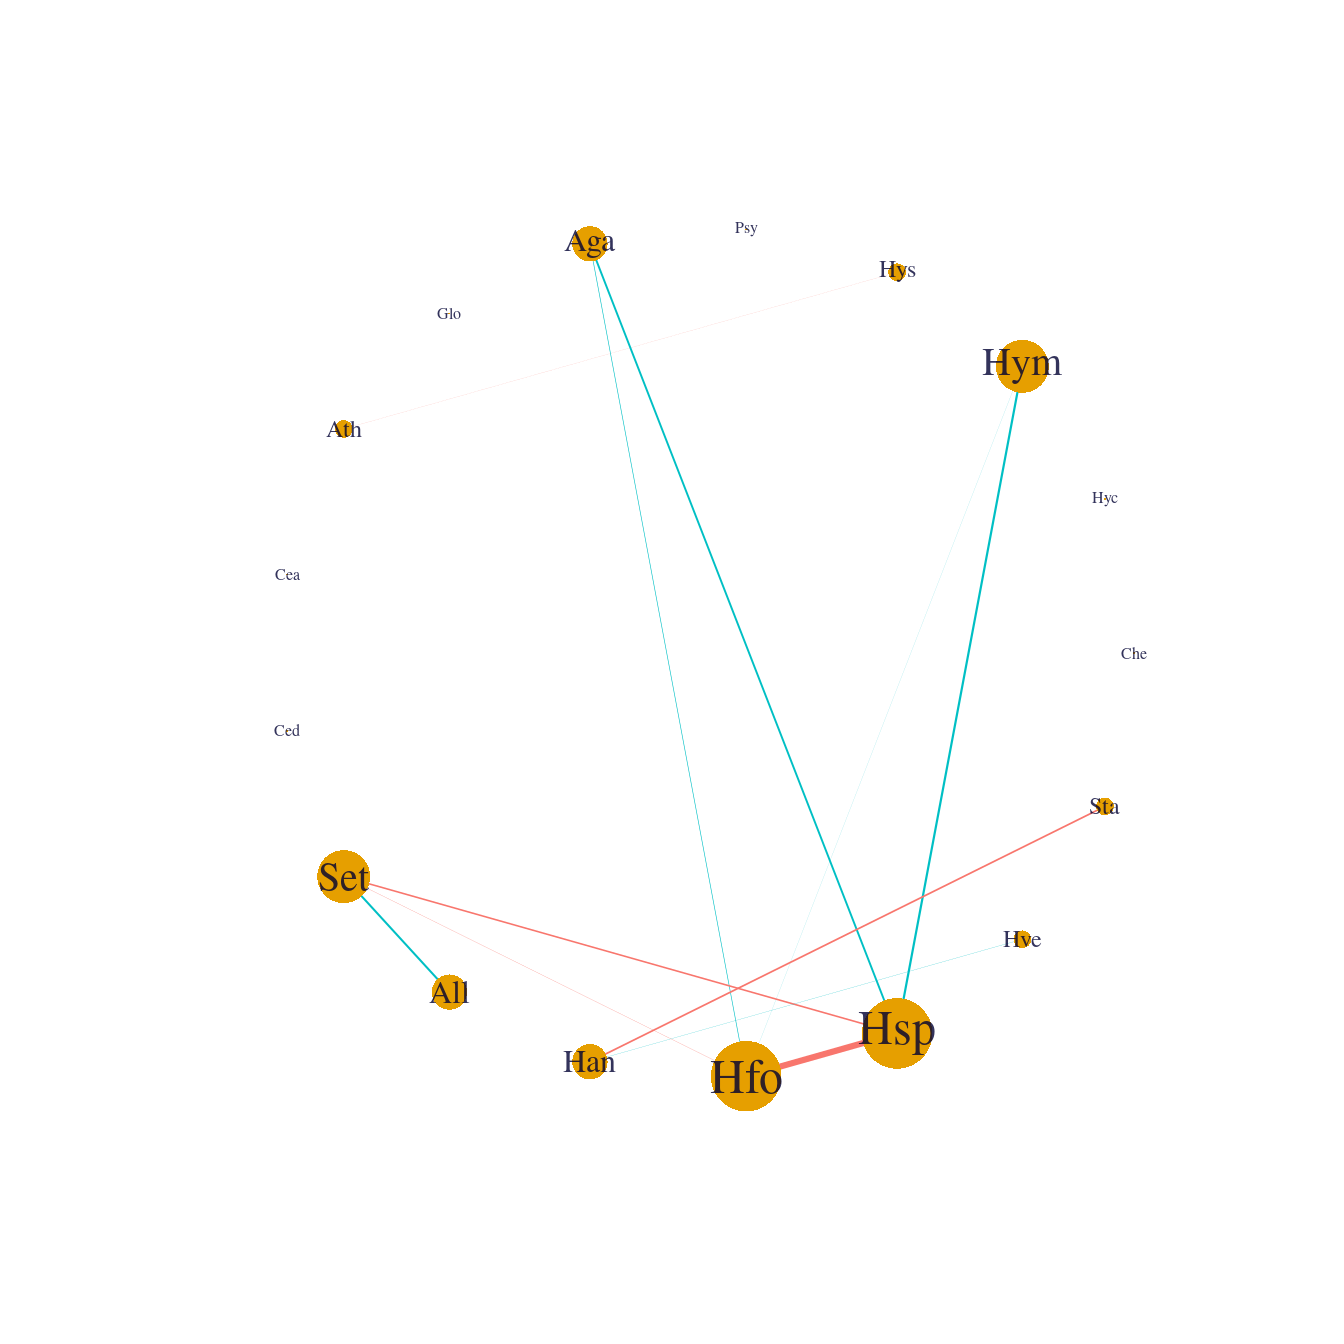 Psy
Aga
Hys
Glo
Hym
Ath
Hyc
Cea
Che
Ced
Sta
Set
Hve
All
Hsp
Han
Hfo